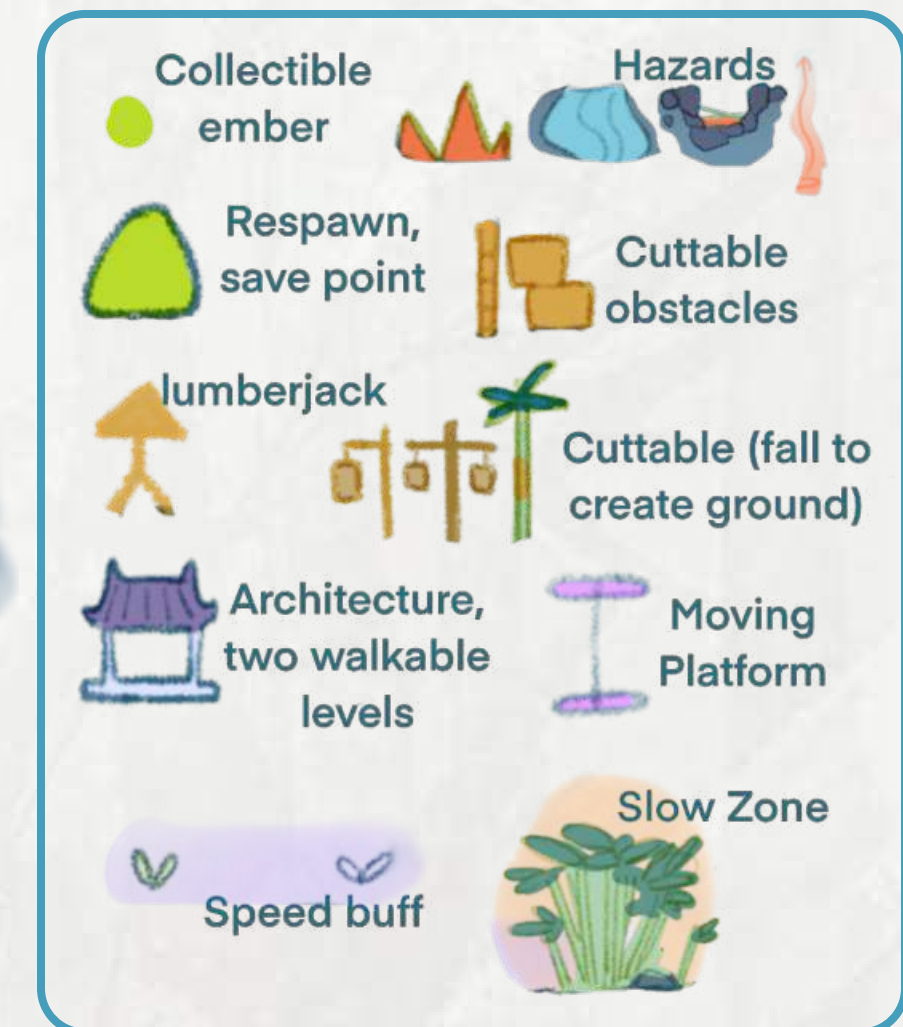 Collectible
ember
Hazards
Respawn,
save point
Cuttable
obstacles
lumberjack
Cuttable (fall to
create ground)
Architecture,
two walkable
levels
Moving
Platform
Speed buff
Slow Zone